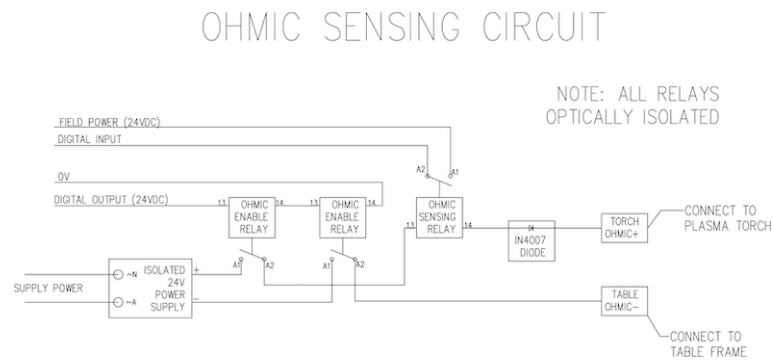 OHMIC SENSING CIRCUIT
NOTE: ALL RELAYS
OPTICALLY ISOLATED
FIELD POWER (24VDC)
DIGITAL INPUT
A2
A1
0V
DIGITAL OUTPUT (24VDC)
13
OHMIC
ENABLE
RELAY
14
13
OHMIC
ENABLE
RELAY
14
13
OHMIC
SENSING
RELAY
14
IN4007
DIODE
TORCH
OHMIC+
CONNECT TO
PLASMA TORCH
A1
A2
A1
A2
SUPPLY POWER
~N
~A
ISOLATED
24V
POWER
SUPPLY
+
-
TABLE
OHMIC-
CONNECT TO
TABLE FRAME